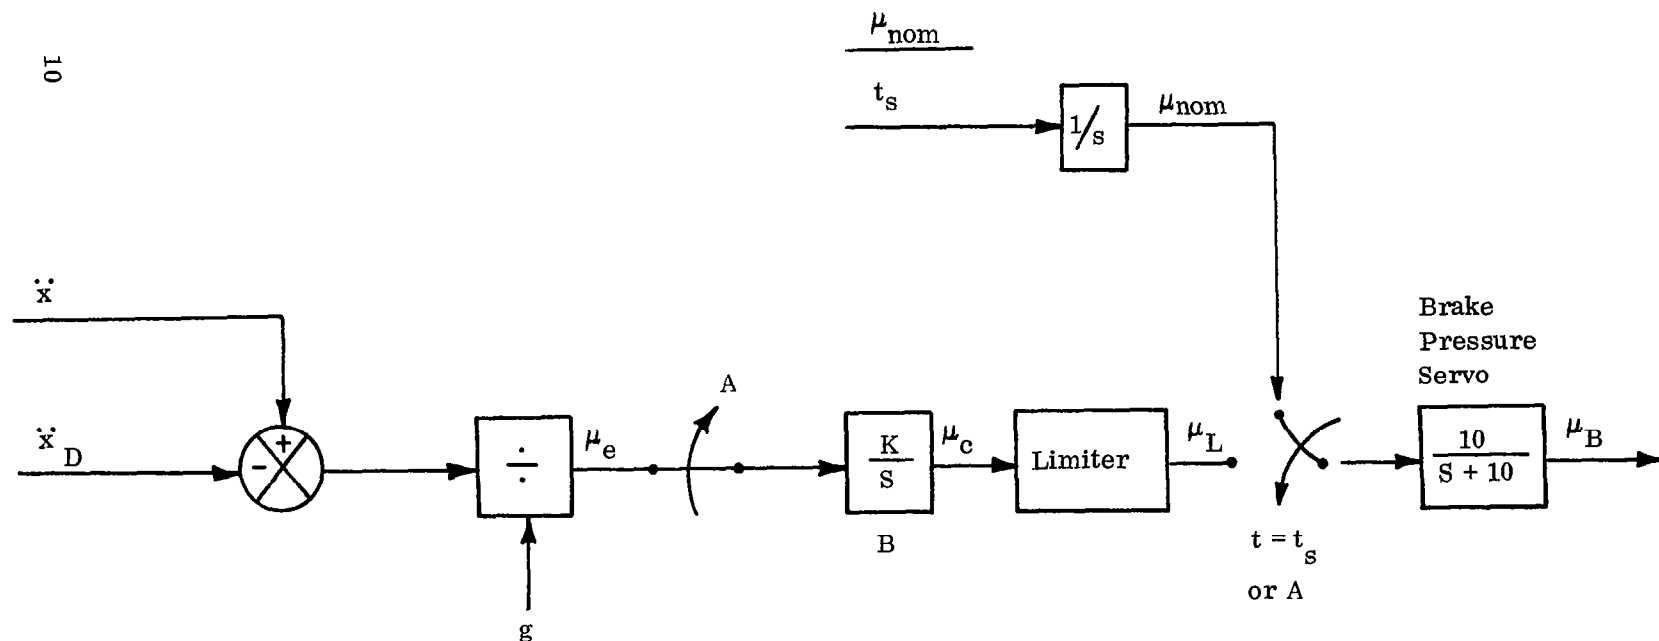 10
μnom
ts
1/s
μnom
ẍ
ẍD
+
-
÷
g
μe
A
K
S
B
μc
Limiter
μL
t = ts
or A
Brake
Pressure
Servo
10
S + 10
μB